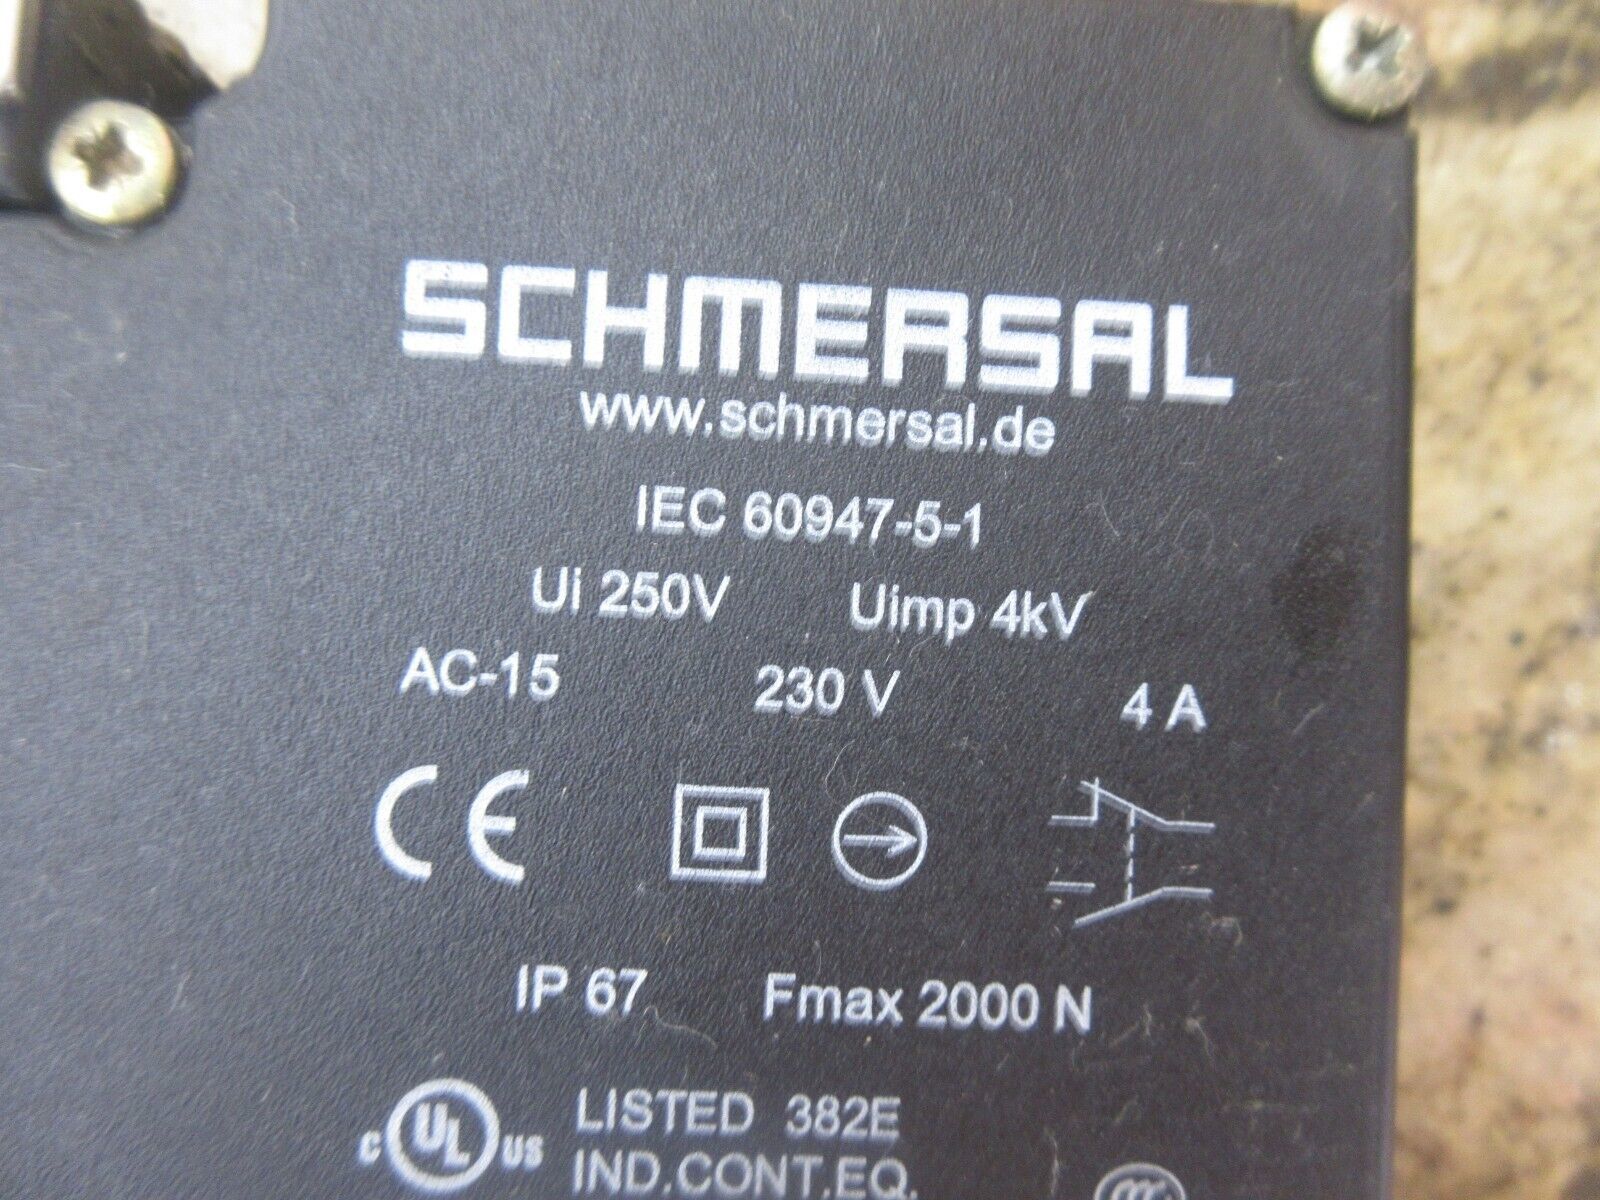 SCHMERSAL
www.schmersal.de
IEC 60947-5-1
Ui 250V Uimp 4kV
AC-15 230 V 4 A
CE
IP 67 Fmax 2000 N
C UL US LISTED 382E
IND.CONT.EQ.
CCC